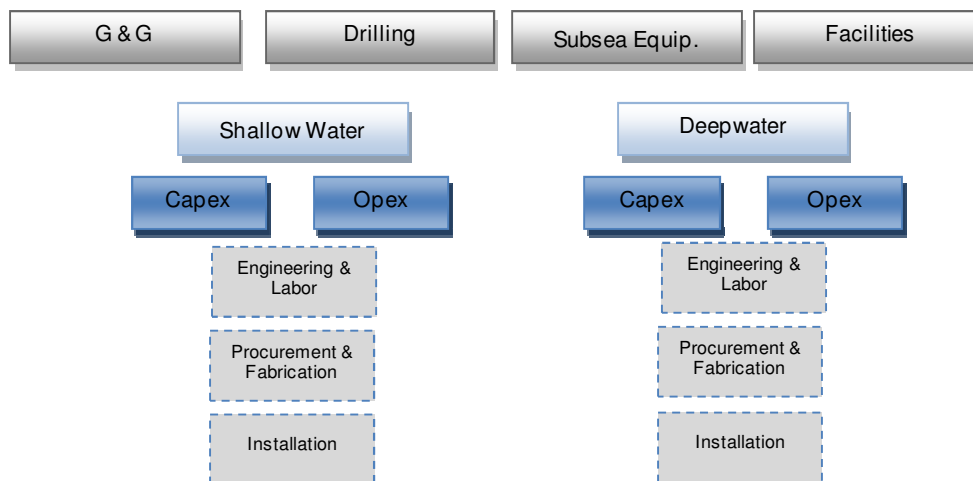 G & G
Drilling
Subsea Equip.
Facilities
Shallow Water
Deepwater
Capex
Opex
Capex
Opex
Engineering &
Labor
Engineering &
Labor
Procurement &
Fabrication
Procurement &
Fabrication
Installation
Installation